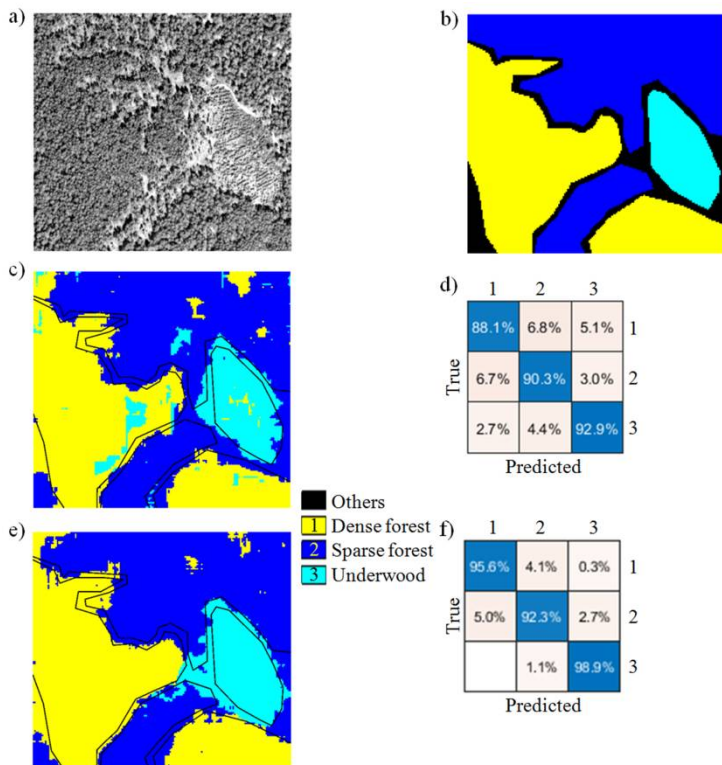 a)
b)
c)
d)
1 2 3
88.1% 6.8% 5.1% 1
True
6.7% 90.3% 3.0% 2
2.7% 4.4% 92.9% 3
Predicted
Others
1 Dense forest
2 Sparse forest
3 Underwood
e)
f)
1 2 3
95.6% 4.1% 0.3% 1
True
5.0% 92.3% 2.7% 2
1.1% 98.9% 3
Predicted